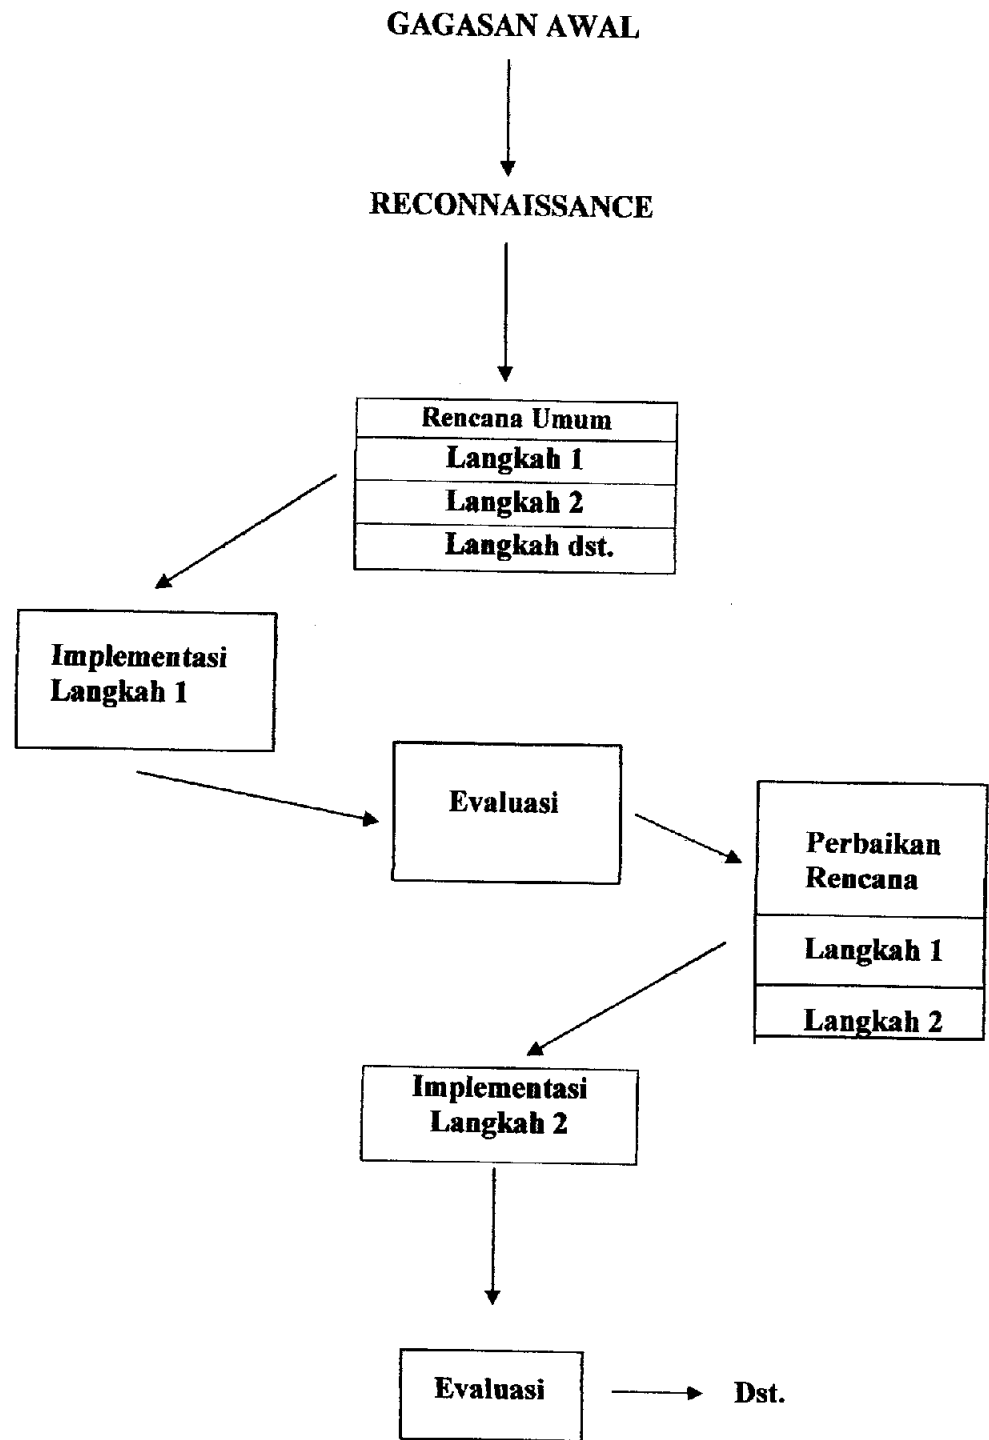 GAGASAN AWAL
RECONNAISSANCE
Rencana Umum
Langkah 1
Langkah 2
Langkah dst.
Implementasi
Langkah 1
Evaluasi
Perbaikan
Rencana
Langkah 1
Langkah 2
Implementasi
Langkah 2
Evaluasi
Dst.